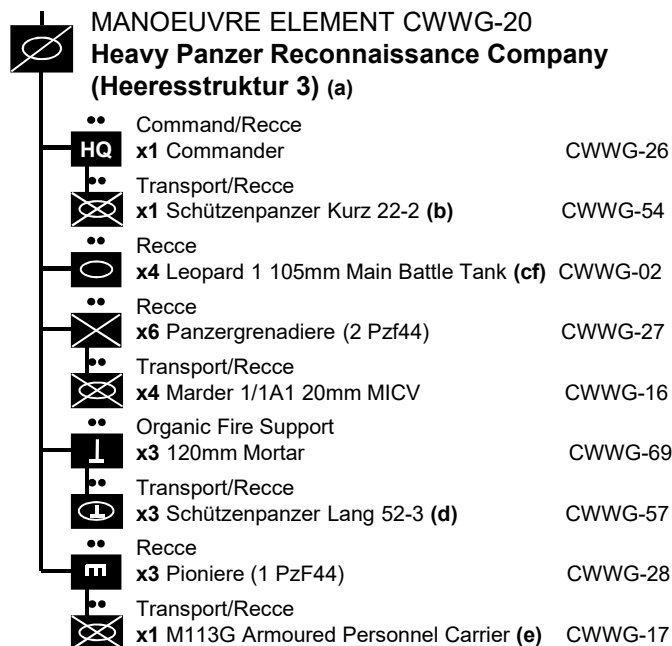 MANOEUVRE ELEMENT CWWG-20
Heavy Panzer Reconnaissance Company
(Heeresstruktur 3) (a)
Command/Recce
HQ x1 Commander CWWG-26
Transport/Recce
x1 Schützenpanzer Kurz 22-2 (b) CWWG-54
Recce
x4 Leopard 1 105mm Main Battle Tank (cf) CWWG-02
Recce
x6 Panzergrenadiere (2 Pzf44) CWWG-27
Transport/Recce
x4 Marder 1/1A1 20mm MICV CWWG-16
Organic Fire Support
x3 120mm Mortar CWWG-69
Transport/Recce
x3 Schützenpanzer Lang 52-3 (d) CWWG-57
Recce
x3 Pioniere (1 PzF44) CWWG-28
Transport/Recce
x1 M113G Armoured Personnel Carrier (e) CWWG-17